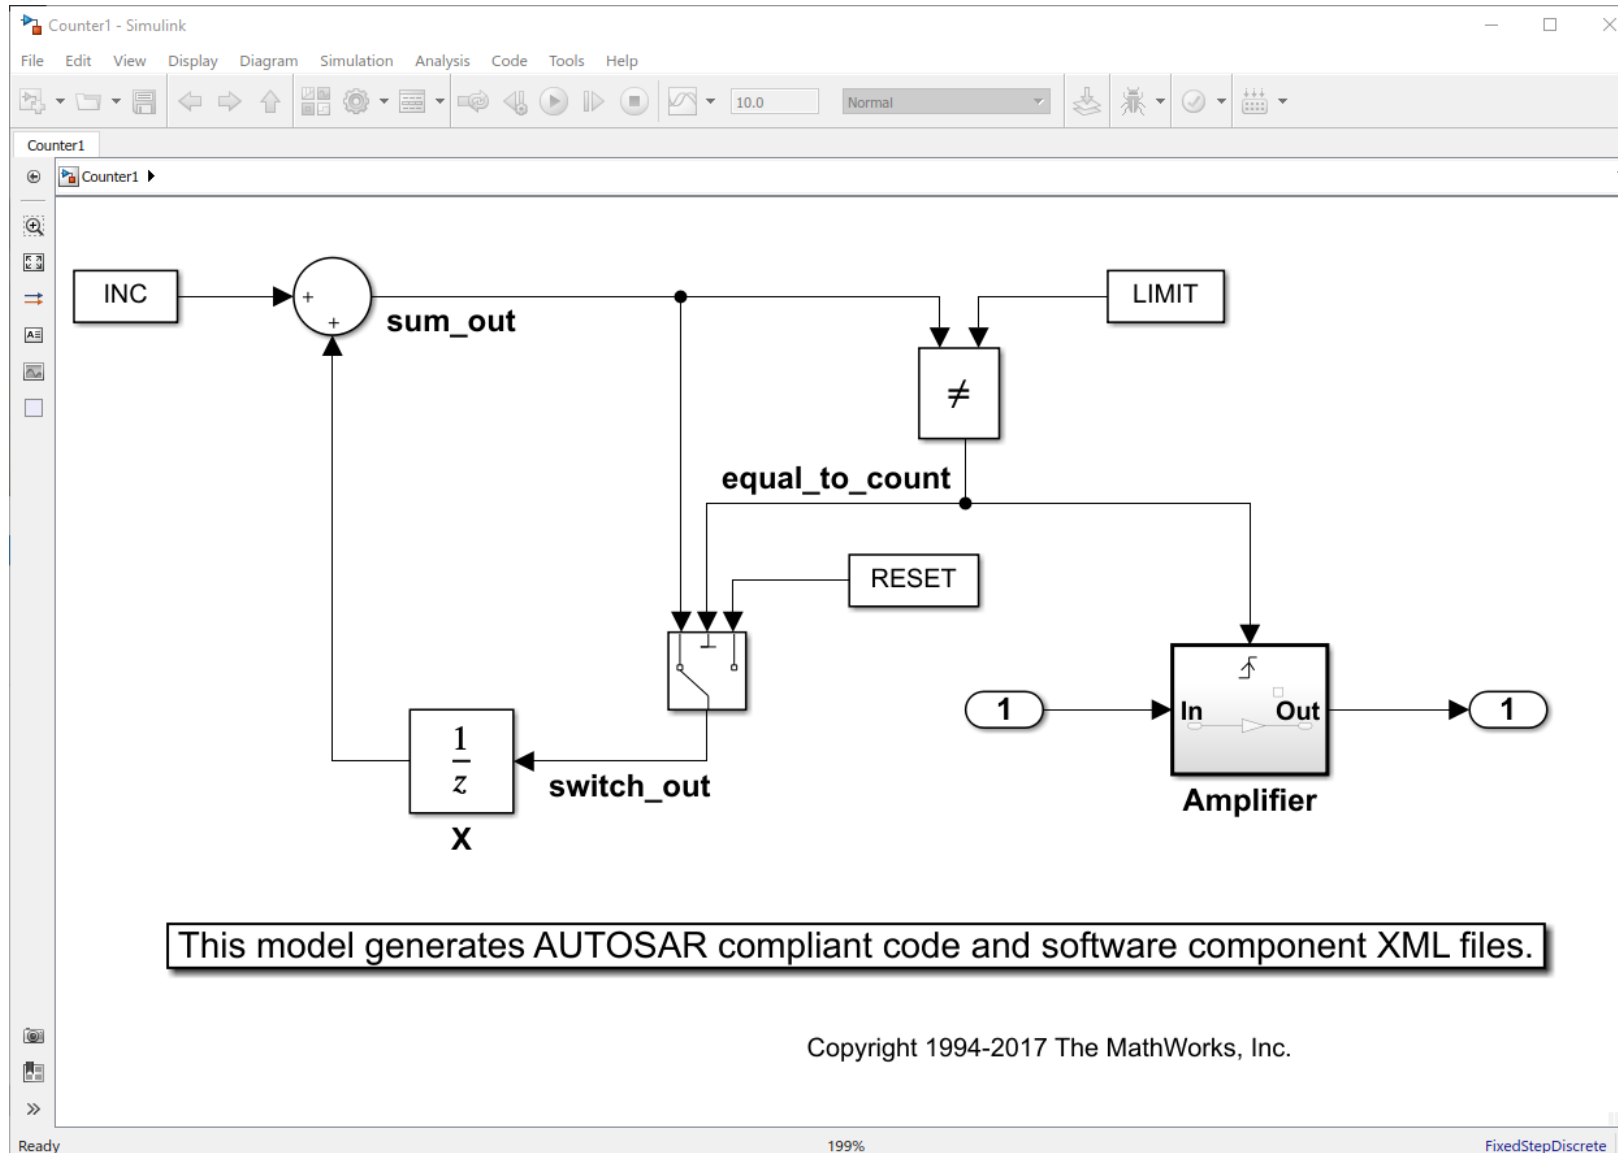 Counter1 - Simulink
File Edit View Display Diagram Simulation Analysis Code Tools Help
10.0 Normal
Counter1
Counter1
INC
+
+
sum_out
LIMIT
≠
equal_to_count
RESET
1
In Out
1
1
z
switch_out
Amplifier
X
This model generates AUTOSAR compliant code and software component XML files.
Copyright 1994-2017 The MathWorks, Inc.
Ready 199% FixedStepDiscrete